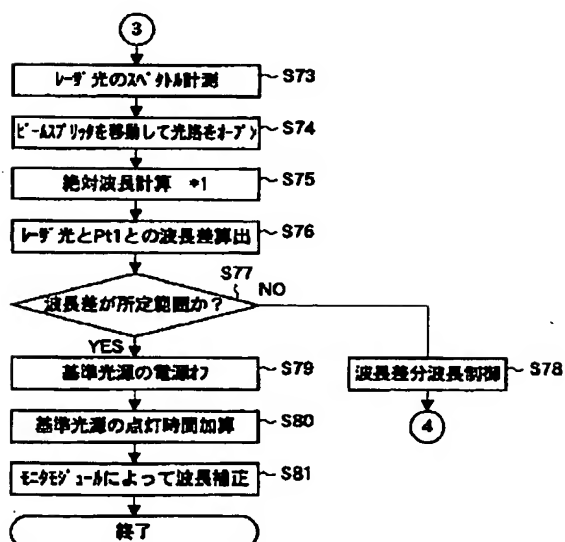 3
レーザ光のスペクトル計測 S73
ビームスプリッタを移動して光路をオープン S74
絶対波長計算 *1 S75
レーザ光とPt1との波長差算出 S76
S77
波長差が所定範囲か? NO
YES
基準光源の電源オフ S79
波長差分波長制御 S78
基準光源の点灯時間加算 S80
4
モニタモジュールによって波長補正 S81
終了